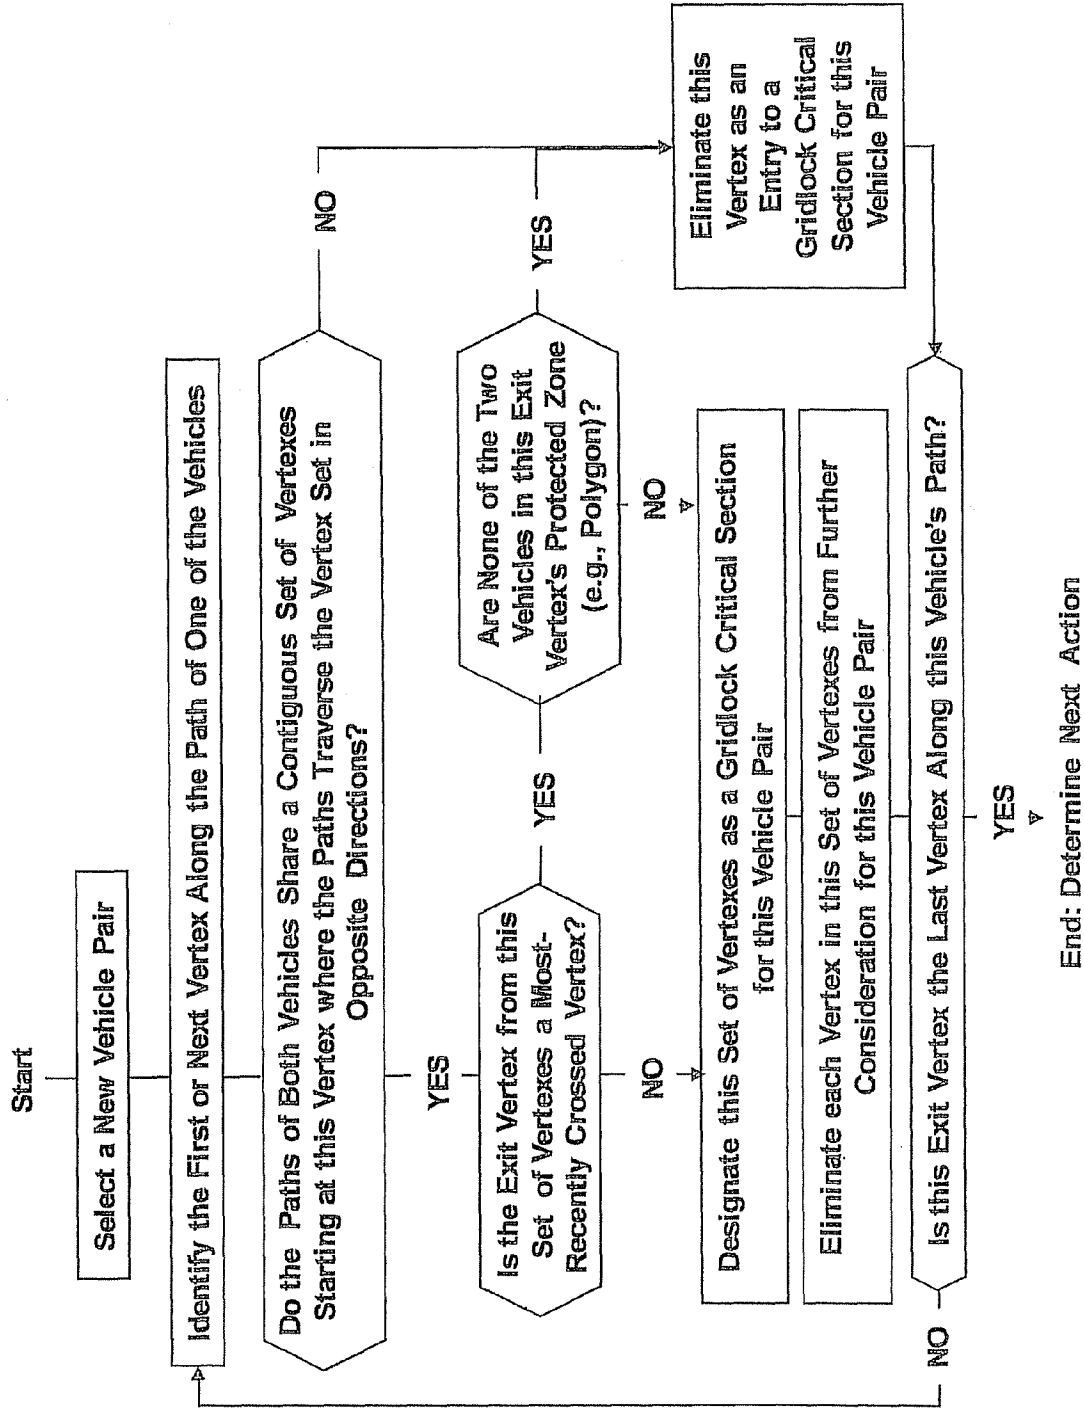 Start
Select a New Vehicle Pair
Identify the First or Next Vertex Along the Path of One of the Vehicles
Do the Paths of Both Vehicles Share a Contiguous Set of Vertexes
Starting at this Vertex where the Paths Traverse the Vertex Set in
Opposite Directions?
NO
YES
Is the Exit Vertex from this
Set of Vertexes a Most-
Recently Crossed Vertex?
YES
Are None of the Two
Vehicles in this Exit
Vertex's Protected Zone
(e.g., Polygon)?
YES
NO
NO
Eliminate this
Vertex as an
Entry to a
Gridlock Critical
Section for this
Vehicle Pair
Designate this Set of Vertexes as a Gridlock Critical Section
for this Vehicle Pair
Eliminate each Vertex in this Set of Vertexes from Further
Consideration for this Vehicle Pair
Is this Exit Vertex the Last Vertex Along this Vehicle's Path?
NO
YES
End: Determine Next Action